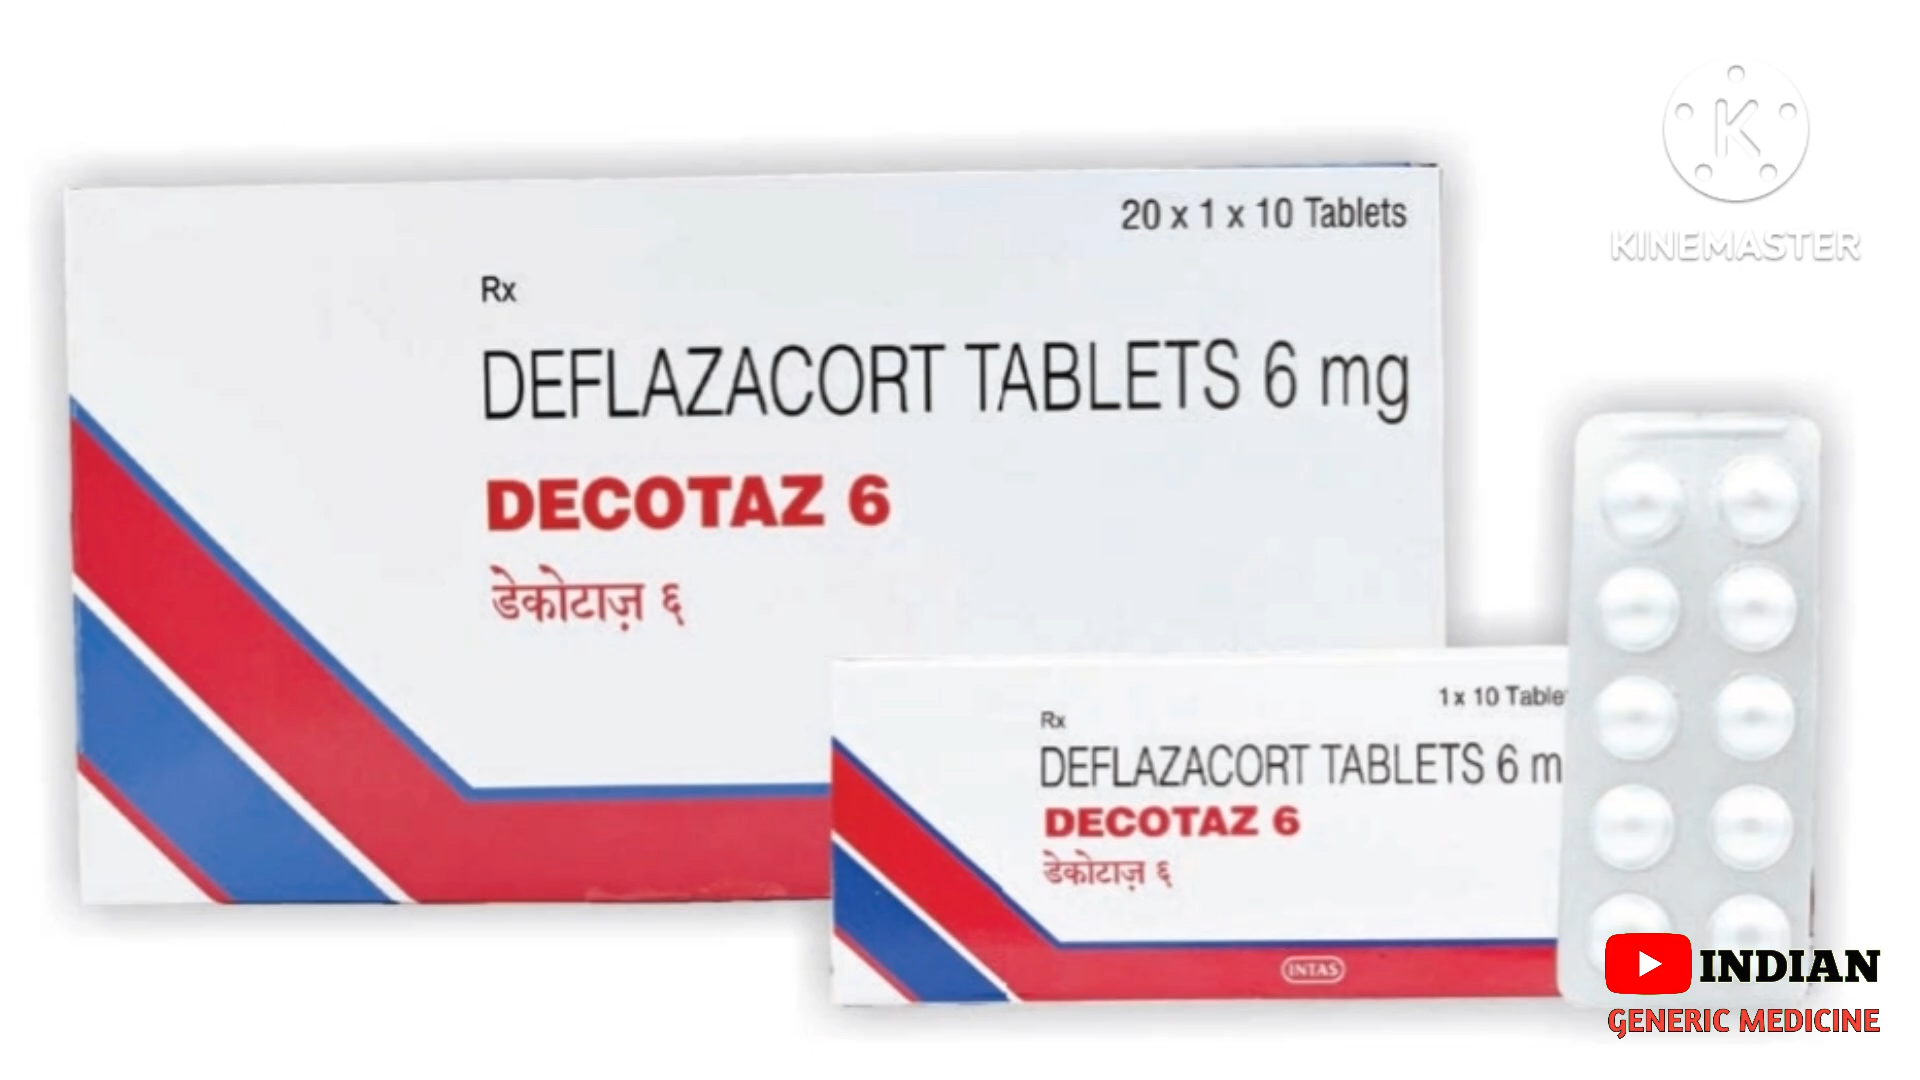 20 x 1 x 10 Tablets
Rx
DEFLAZACORT TABLETS 6 mg
DECOTAZ 6
डेकोटाज़ ६
K
KINEMASTER
1 x 10 Table
Rx
DEFLAZACORT TABLETS 6 m
DECOTAZ 6
डेकोटाज़ ६
INTAS
INDIAN
GENERIC MEDICINE